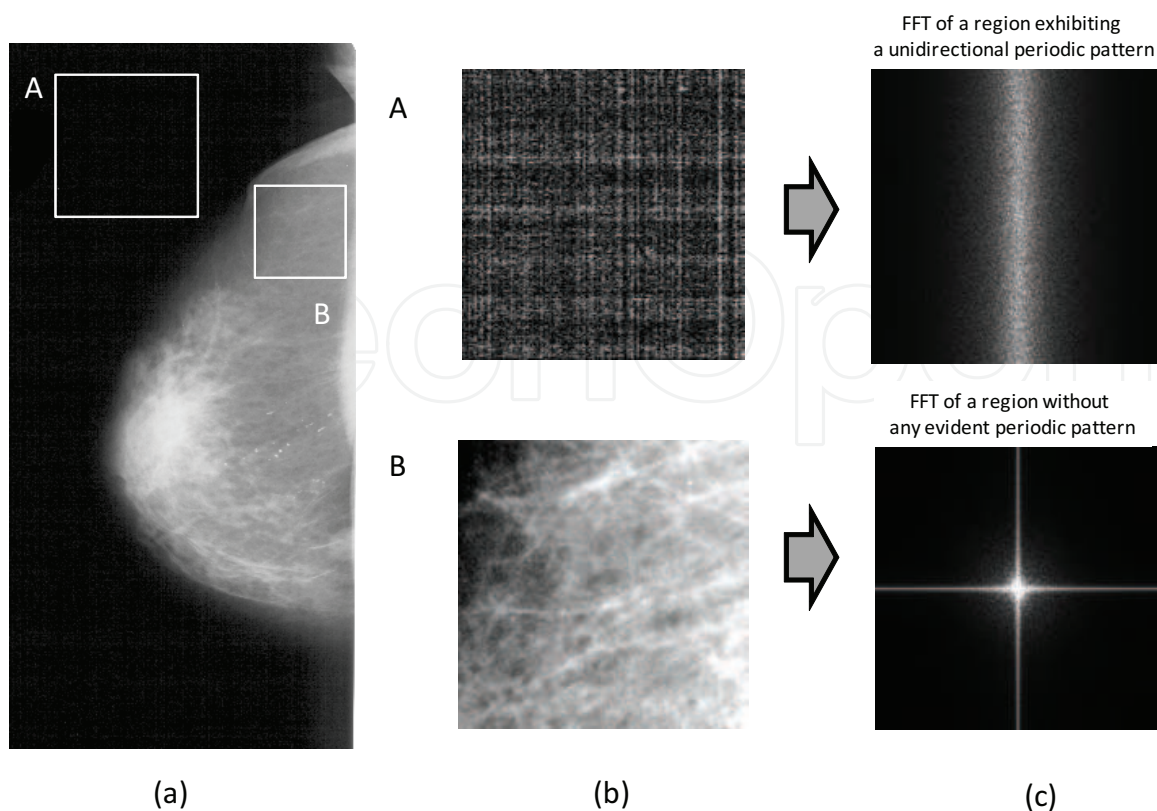 FFT of a region exhibiting
a unidirectional periodic pattern
A
A
B
FFT of a region without
any evident periodic pattern
B
(a)
(b)
(c)